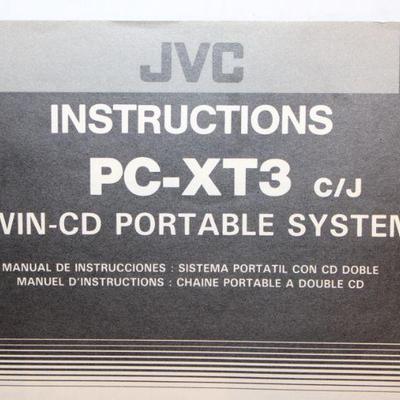 JVC
INSTRUCTIONS
PC-XT3 C/J
WIN-CD PORTABLE SYSTEM
MANUAL DE INSTRUCCIONES : SISTEMA PORTATIL CON CD DOBLE
MANUEL D'INSTRUCTIONS : CHAINE PORTABLE A DOUBLE CD